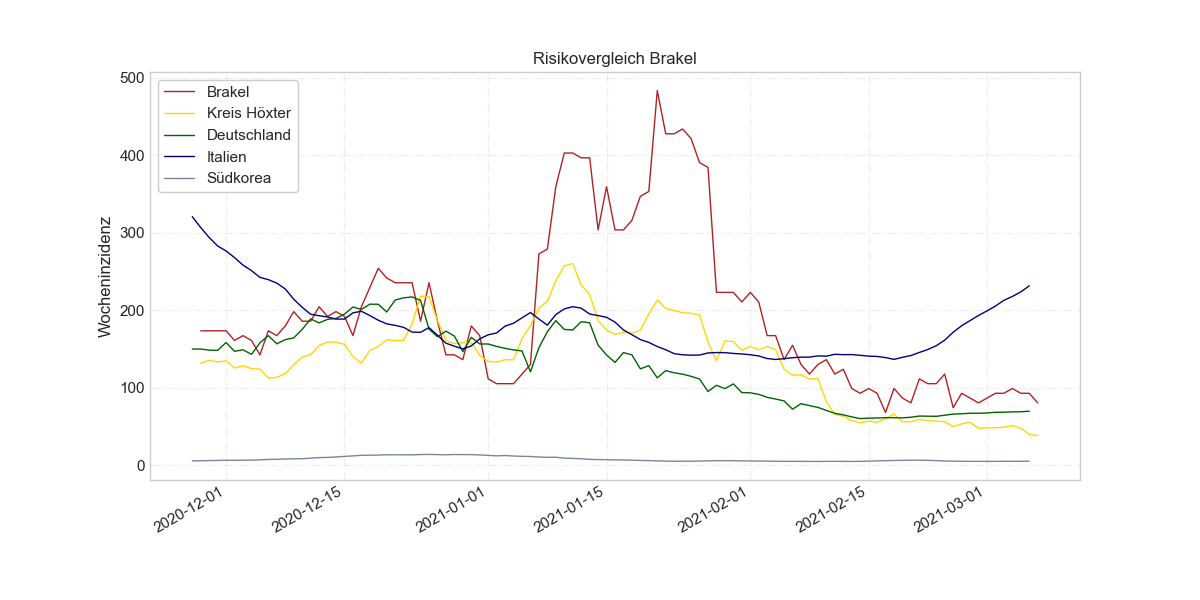 Risikovergleich Brakel
Wocheninzidenz
500
400
300
200
100
0
Brakel
Kreis Höxter
Deutschland
Italien
Südkorea
2020-12-01
2020-12-15
2021-01-01
2021-01-15
2021-02-01
2021-02-15
2021-03-01